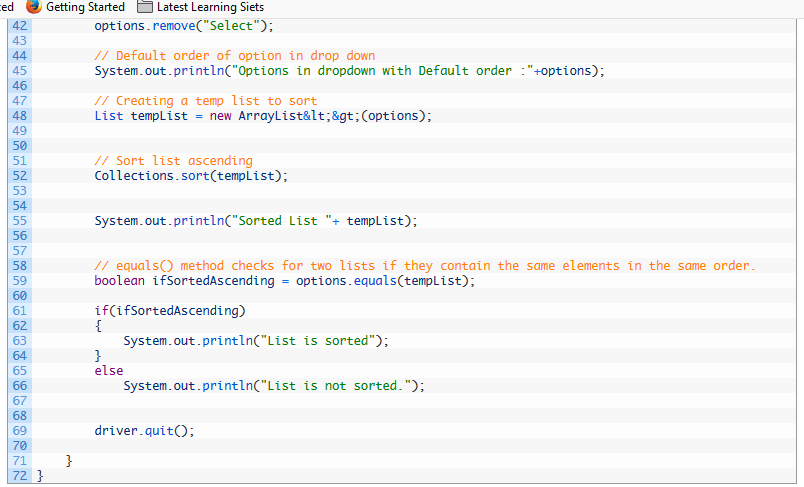 ed Getting Started Latest Learning Siets
42 options.remove("Select");
43
44 // Default order of option in drop down
45 System.out.println("Options in dropdown with Default order :"+options);
46
47 // Creating a temp list to sort
48 List tempList = new ArrayList&lt;&gt;(options);
49
50
51 // Sort list ascending
52 Collections.sort(tempList);
53
54
55 System.out.println("Sorted List "+ tempList);
56
57
58 // equals() method checks for two lists if they contain the same elements in the same order.
59 boolean ifSortedAscending = options.equals(tempList);
60
61 if(ifSortedAscending)
62 {
63 System.out.println("List is sorted");
64 }
65 else
66 System.out.println("List is not sorted.");
67
68
69 driver.quit();
70
71 }
72 }